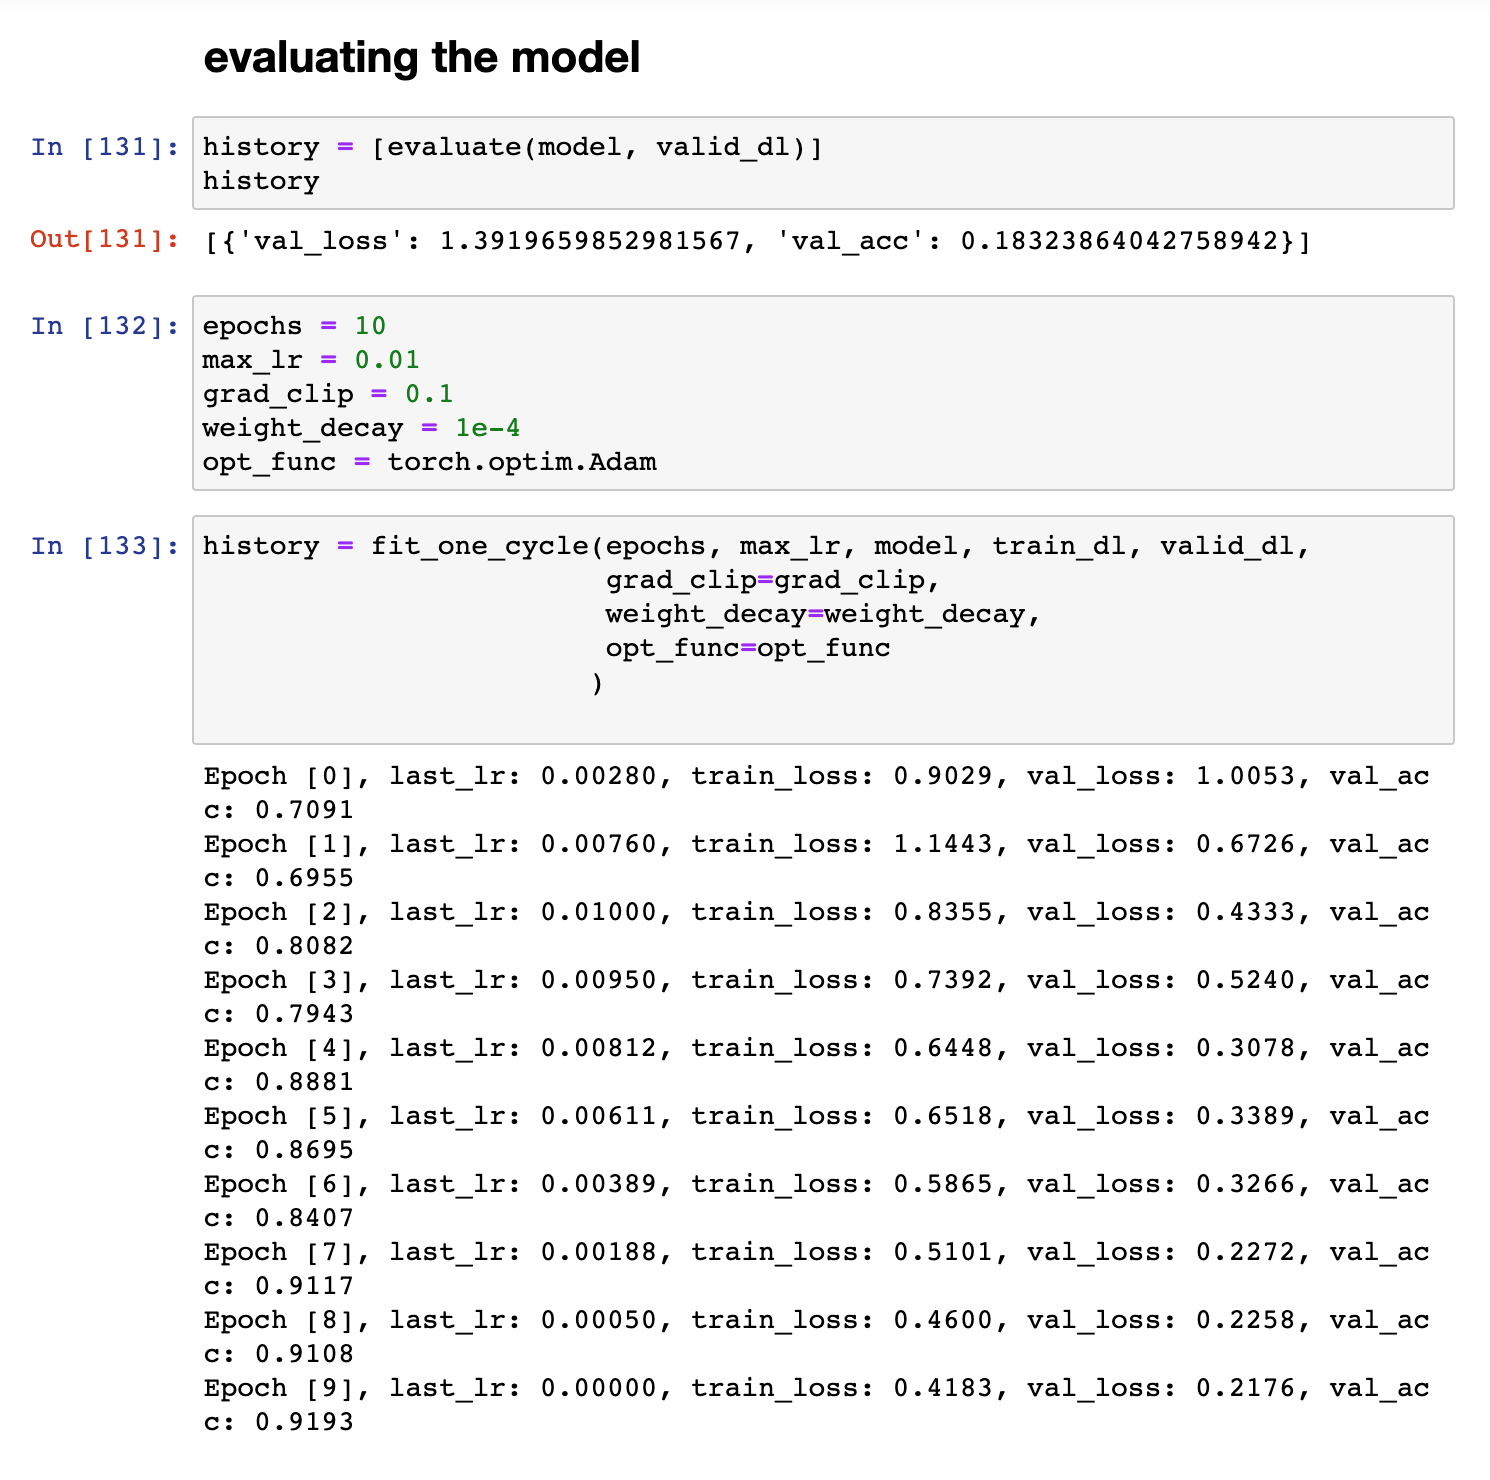 evaluating the model
In [131]: history = [evaluate(model, valid_dl)]
history
Out[131]: [{'val_loss': 1.3919659852981567, 'val_acc': 0.18323864042758942}]
In [132]: epochs = 10
max_lr = 0.01
grad_clip = 0.1
weight_decay = 1e-4
opt_func = torch.optim.Adam
In [133]: history = fit_one_cycle(epochs, max_lr, model, train_dl, valid_dl,
grad_clip=grad_clip,
weight_decay=weight_decay,
opt_func=opt_func
)
Epoch [0], last_lr: 0.00280, train_loss: 0.9029, val_loss: 1.0053, val_ac
c: 0.7091
Epoch [1], last_lr: 0.00760, train_loss: 1.1443, val_loss: 0.6726, val_ac
c: 0.6955
Epoch [2], last_lr: 0.01000, train_loss: 0.8355, val_loss: 0.4333, val_ac
c: 0.8082
Epoch [3], last_lr: 0.00950, train_loss: 0.7392, val_loss: 0.5240, val_ac
c: 0.7943
Epoch [4], last_lr: 0.00812, train_loss: 0.6448, val_loss: 0.3078, val_ac
c: 0.8881
Epoch [5], last_lr: 0.00611, train_loss: 0.6518, val_loss: 0.3389, val_ac
c: 0.8695
Epoch [6], last_lr: 0.00389, train_loss: 0.5865, val_loss: 0.3266, val_ac
c: 0.8407
Epoch [7], last_lr: 0.00188, train_loss: 0.5101, val_loss: 0.2272, val_ac
c: 0.9117
Epoch [8], last_lr: 0.00050, train_loss: 0.4600, val_loss: 0.2258, val_ac
c: 0.9108
Epoch [9], last_lr: 0.00000, train_loss: 0.4183, val_loss: 0.2176, val_ac
c: 0.9193